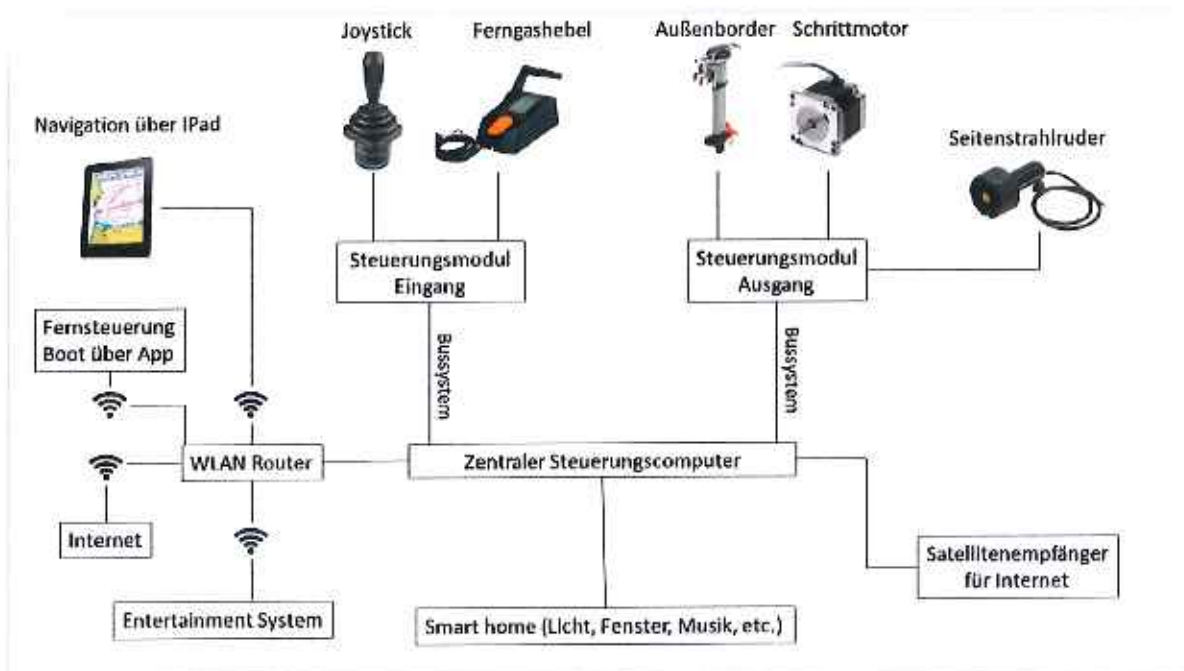 Joystick
Ferngashebel
Außenborder
Schrittmotor
Navigation über IPad
Seitenstrahlruder
Steuerungsmodul
Eingang
Steuerungsmodul
Ausgang
Fernsteuerung
Boot über App
Bussystem
Bussystem
WLAN Router
Zentraler Steuerungscomputer
Internet
Satellitenempfänger
für Internet
Entertainment System
Smart home (Licht, Fenster, Musik, etc.)